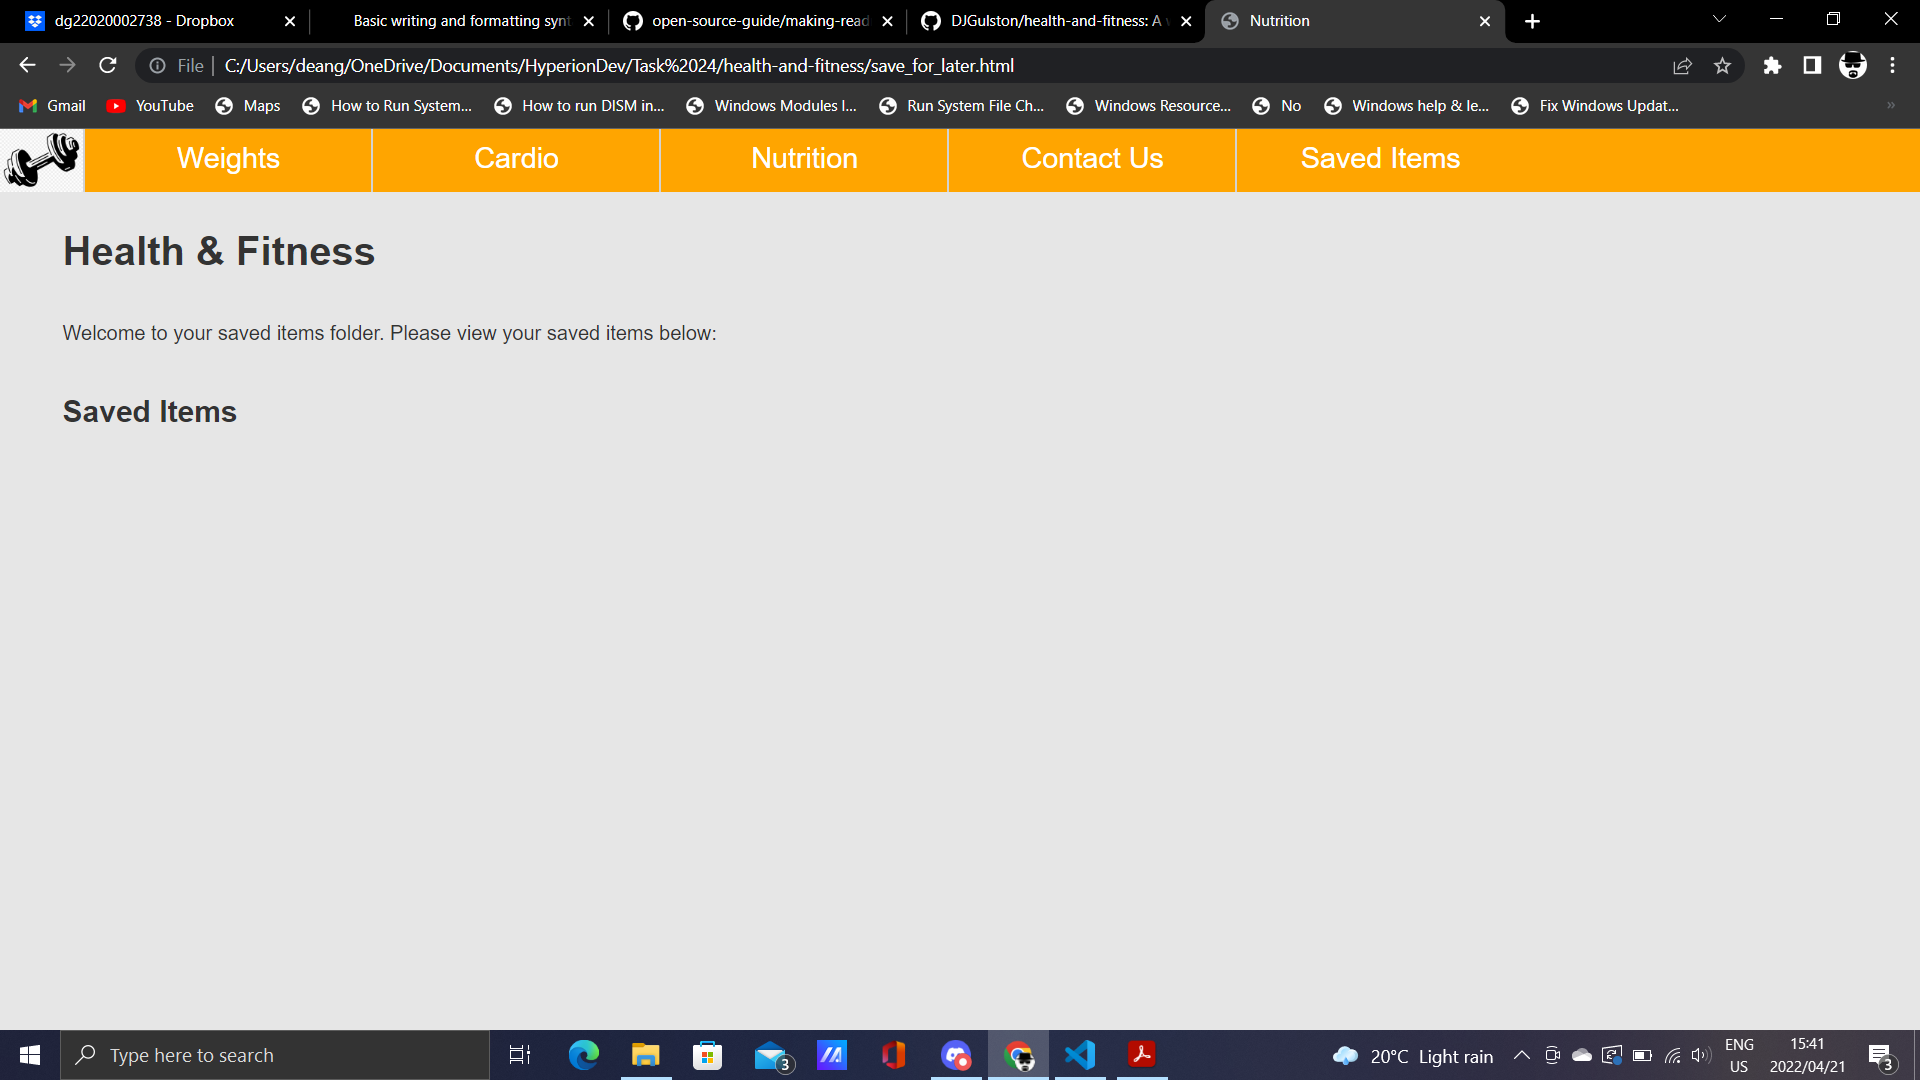 dg22020002738 - Dropbox
Basic writing and formatting synt
open-source-guide/making-read
DJGulston/health-and-fitness: A w
Nutrition
File C:/Users/deang/OneDrive/Documents/HyperionDev/Task%2024/health-and-fitness/save_for_later.html
Gmail YouTube Maps How to Run System... How to run DISM in... Windows Modules I... Run System File Ch... Windows Resource... No Windows help & le... Fix Windows Updat... »
Weights Cardio Nutrition Contact Us Saved Items
Health & Fitness
Welcome to your saved items folder. Please view your saved items below:
Saved Items
Type here to search
3
20°C Light rain
ENG
US
15:41
2022/04/21
3